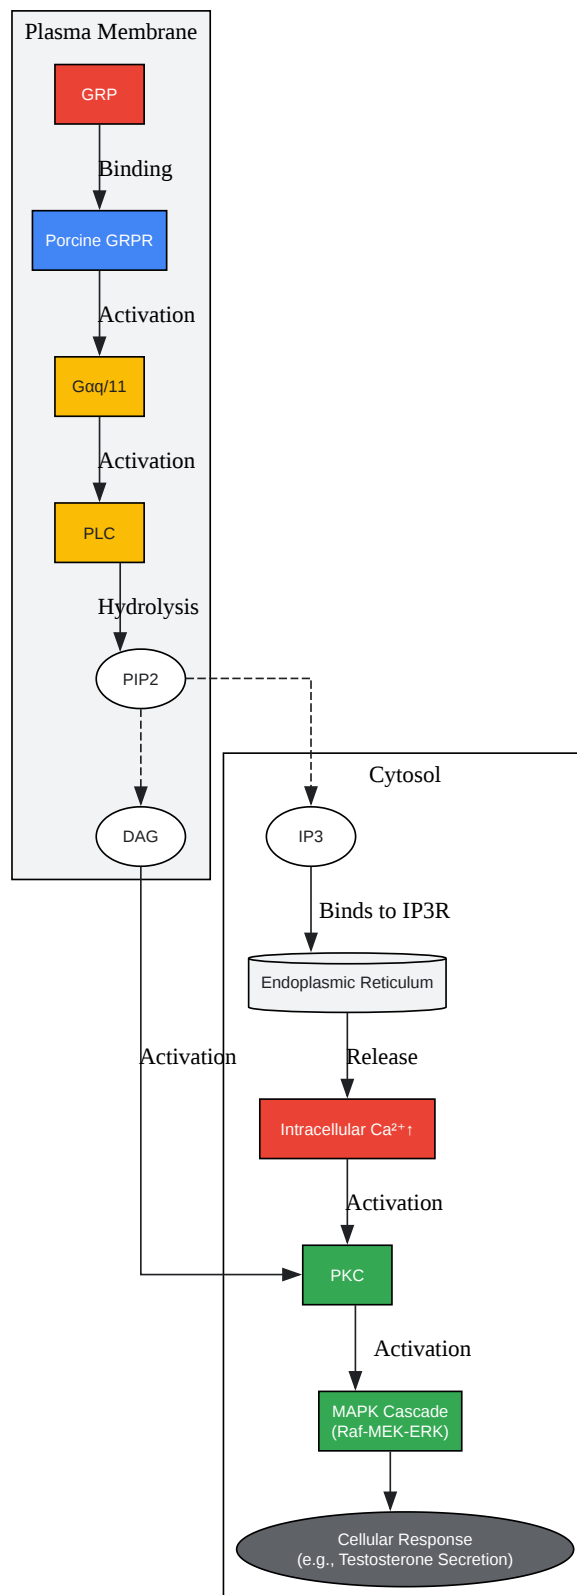 Plasma Membrane
GRP
Binding
Porcine GRPR
Activation
Gαq/11
Activation
PLC
Hydrolysis
PIP2
Cytosol
DAG
IP3
Binds to IP3R
Endoplasmic Reticulum
Activation
Release
Intracellular Ca²⁺↑
Activation
PKC
Activation
MAPK Cascade
(Raf-MEK-ERK)
Cellular Response
(e.g., Testosterone Secretion)